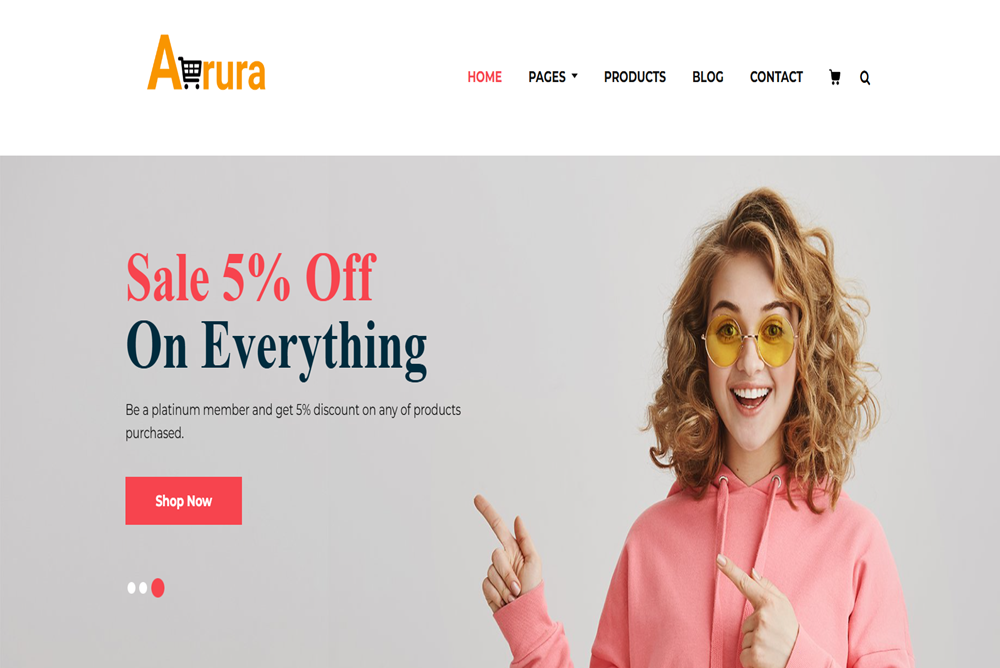 Aurura
HOME PAGES PRODUCTS BLOG CONTACT
Sale 5% Off
On Everything
Be a platinum member and get 5% discount on any of products
purchased.
Shop Now